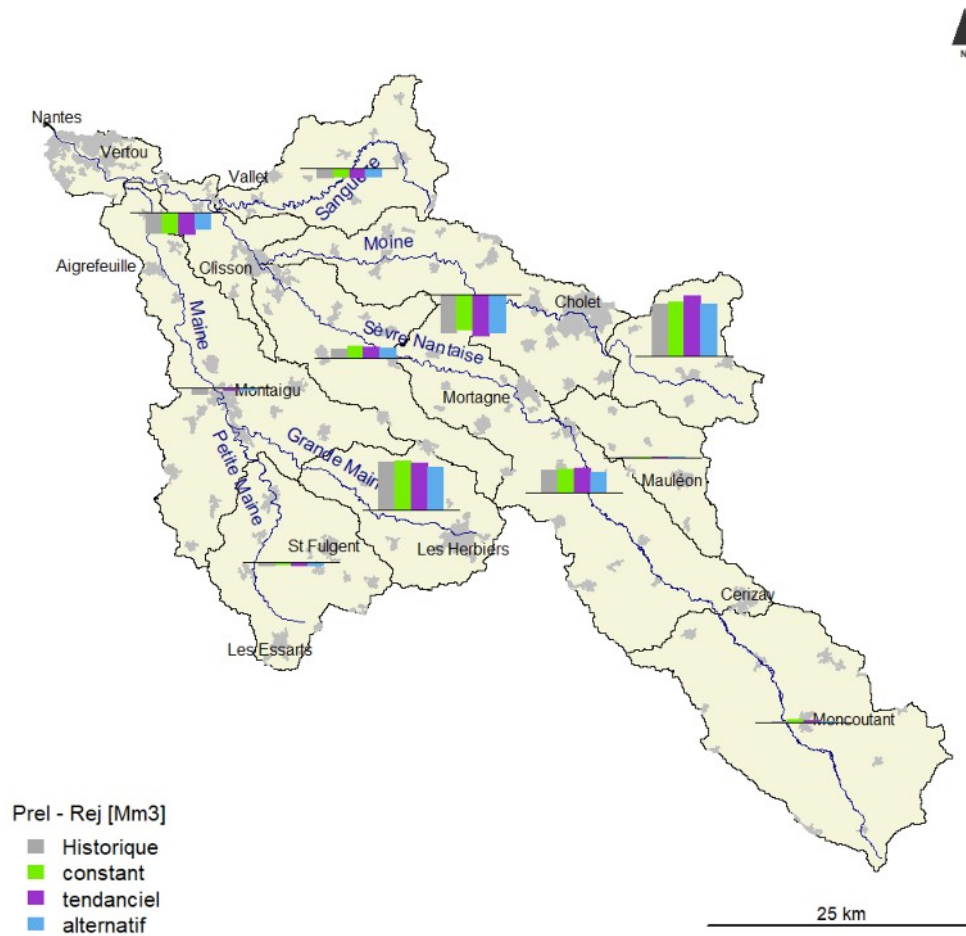 N
Nantes
Vertou
Vallet
Sanguèze
Aigrefeuille
Clisson
Moine
Cholet
Maine
Sèvre Nantaise
Montaigu
Mortagne
Petite Maine
Grande Main
Mauléon
St Fulgent
Les Herbiers
Cerizay
Les Essarts
Moncoutant
Prel - Rej [Mm3]
Historique
constant
tendanciel
alternatif
25 km